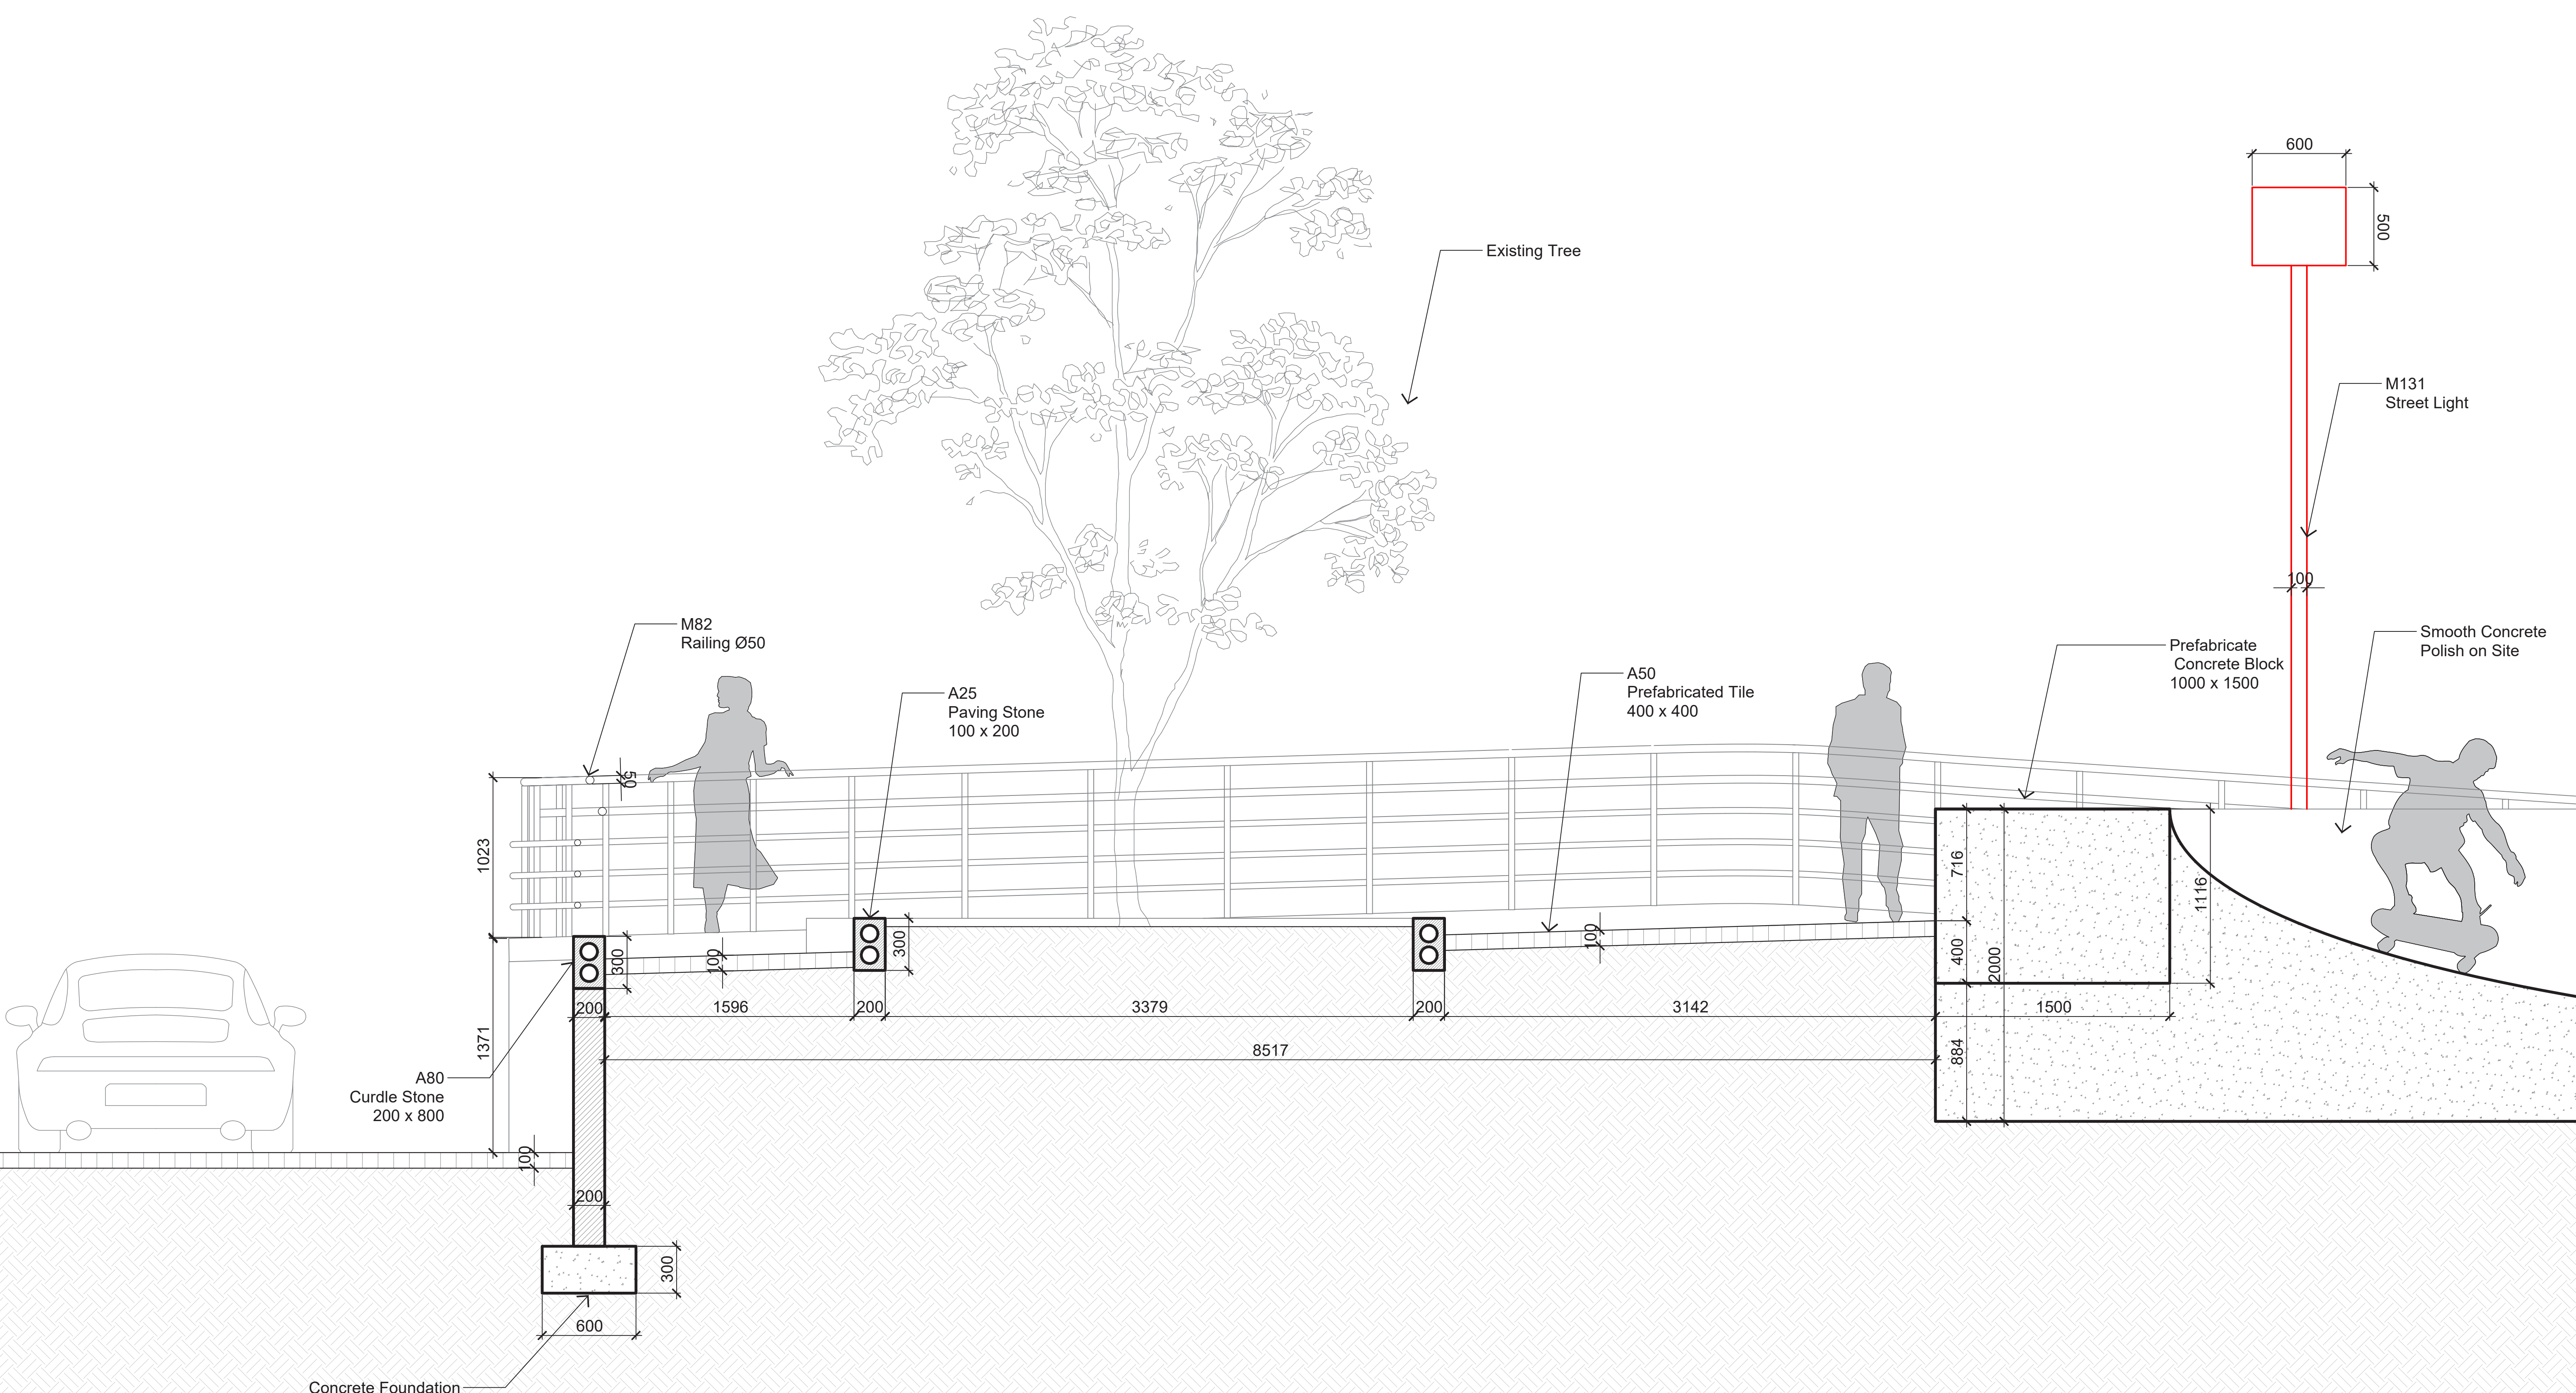 600
500
Existing Tree
M131
Street Light
100
M82
Railing Ø50
Smooth Concrete
Polish on Site
Prefabricate
Concrete Block
1000 x 1500
A50
Prefabricated Tile
400 x 400
A25
Paving Stone
100 x 200
50
1023
716
1116
300
300
100
100
400
2000
200
1596
200
3379
200
3142
1500
8517
884
1371
A80
Curdle Stone
200 x 800
100
200
300
600
Concrete Foundation